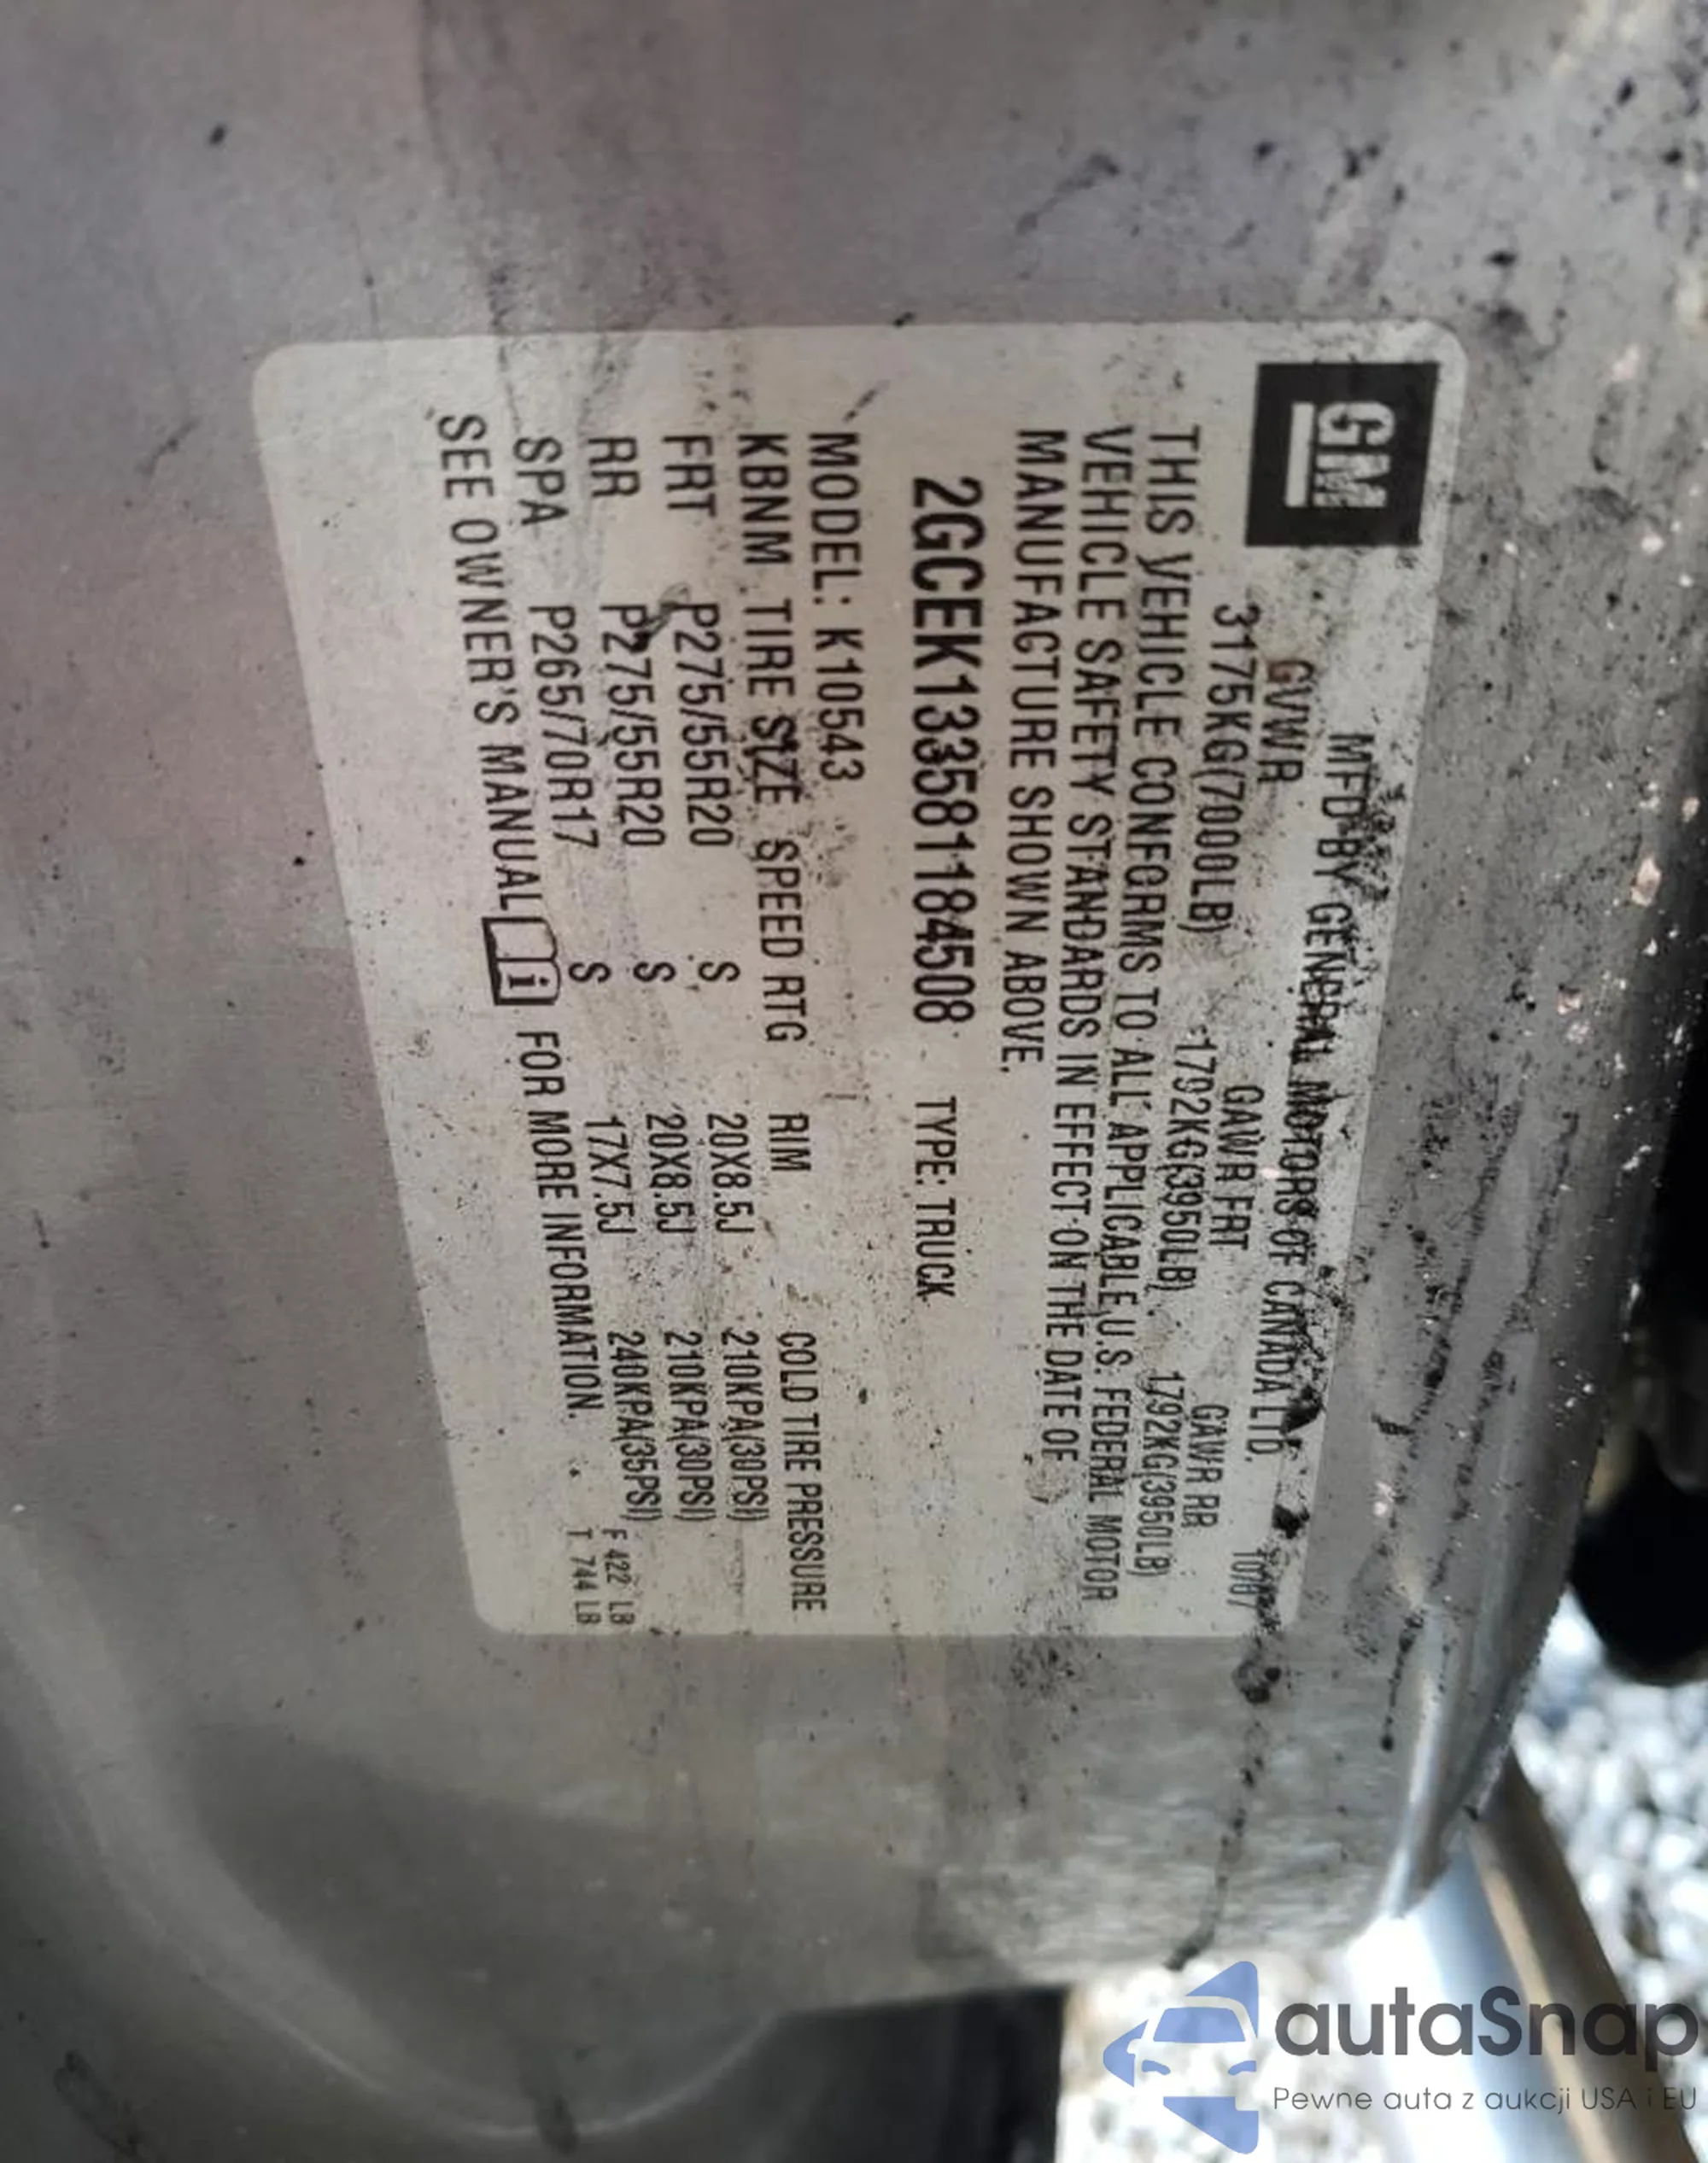 GM
MFD BY GENERAL MOTORS OF CANADA LTD.
10/07
GVWR GAWR FRT GAWR RR
3175KG(7000LB) 1792KG(3950LB) 1792KG(3950LB)
THIS VEHICLE CONFORMS TO ALL APPLICABLE U.S. FEDERAL MOTOR
VEHICLE SAFETY STANDARDS IN EFFECT ON THE DATE OF
MANUFACTURE SHOWN ABOVE.
2GCEK133581184508 TYPE: TRUCK
MODEL: K10543
KBNM TIRE SIZE SPEED RTG RIM COLD TIRE PRESSURE
FRT P275/55R20 S 20X8.5J 210KPA(30PSI)
RR P275/55R20 S 20X8.5J 210KPA(30PSI)
SPA P265/70R17 S 17X7.5J 240KPA(35PSI)
F 422 LB
SEE OWNER'S MANUAL i FOR MORE INFORMATION.
T 744 LB
autaSnap
Pewne auta z aukcji USA i EU